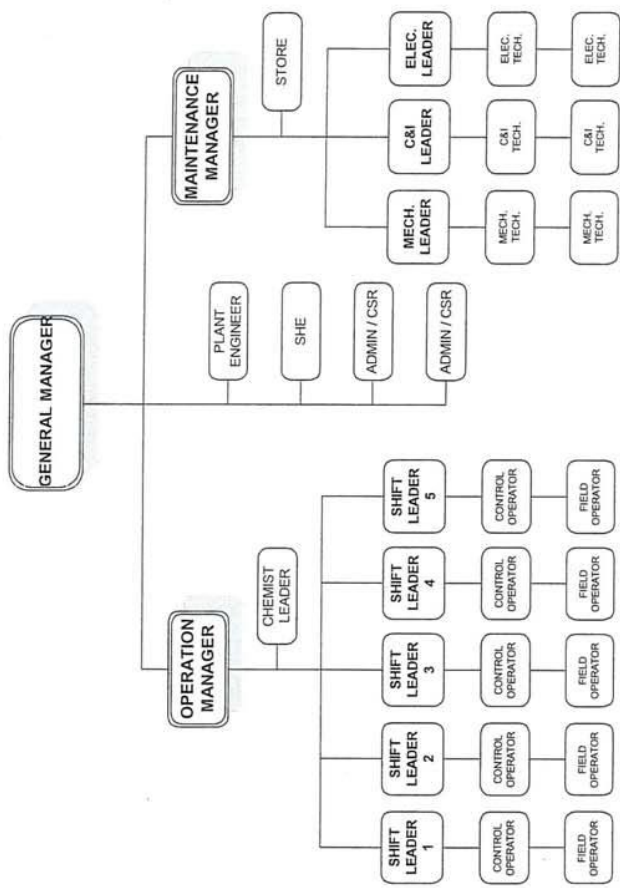 GENERAL MANAGER
OPERATION
MANAGER
MAINTENANCE
MANAGER
CHEMIST
LEADER
PLANT
ENGINEER
SHE
ADMIN / CSR
ADMIN / CSR
STORE
SHIFT
LEADER
1
SHIFT
LEADER
2
SHIFT
LEADER
3
SHIFT
LEADER
4
SHIFT
LEADER
5
MECH.
LEADER
C&I
LEADER
ELEC.
LEADER
CONTROL
OPERATOR
CONTROL
OPERATOR
CONTROL
OPERATOR
CONTROL
OPERATOR
CONTROL
OPERATOR
MECH.
TECH.
C&I
TECH.
ELEC.
TECH.
FIELD
OPERATOR
FIELD
OPERATOR
FIELD
OPERATOR
FIELD
OPERATOR
FIELD
OPERATOR
MECH.
TECH.
C&I
TECH.
ELEC.
TECH.